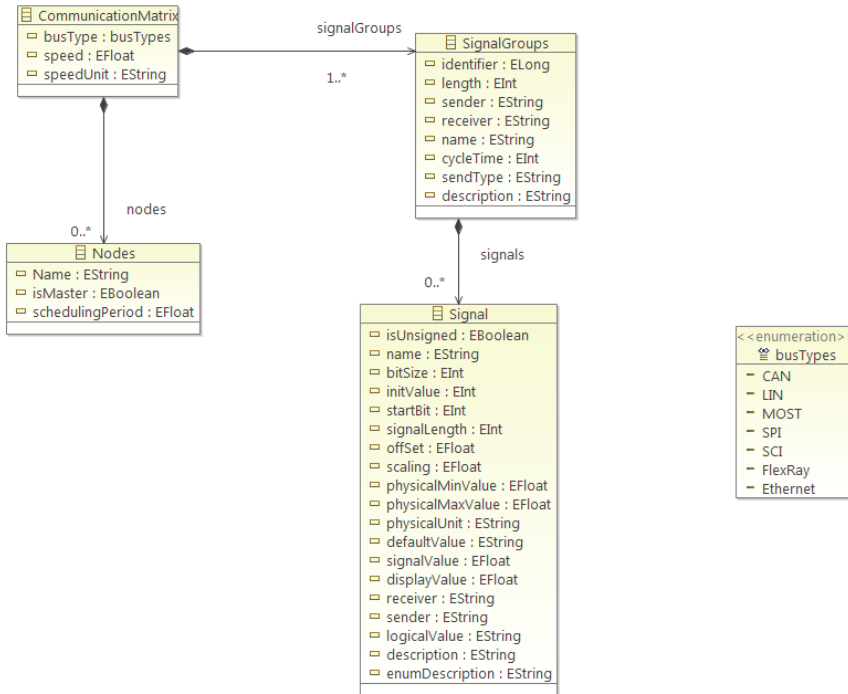 CommunicationMatrix
busType : busTypes
speed : EFloat
speedUnit : EString
signalGroups
1..*
SignalGroups
identifier : ELong
length : EInt
sender : EString
receiver : EString
name : EString
cycleTime : EInt
sendType : EString
description : EString
nodes
0..*
Nodes
Name : EString
isMaster : EBoolean
schedulingPeriod : EFloat
signals
0..*
Signal
isUnsigned : EBoolean
name : EString
bitSize : EInt
initValue : EInt
startBit : EInt
signalLength : EInt
offSet : EFloat
scaling : EFloat
physicalMinValue : EFloat
physicalMaxValue : EFloat
physicalUnit : EString
defaultValue : EString
signalValue : EFloat
displayValue : EFloat
receiver : EString
sender : EString
logicalValue : EString
description : EString
enumDescription : EString
<<enumeration>
busTypes
CAN
LIN
MOST
SPI
SCI
FlexRay
Ethernet